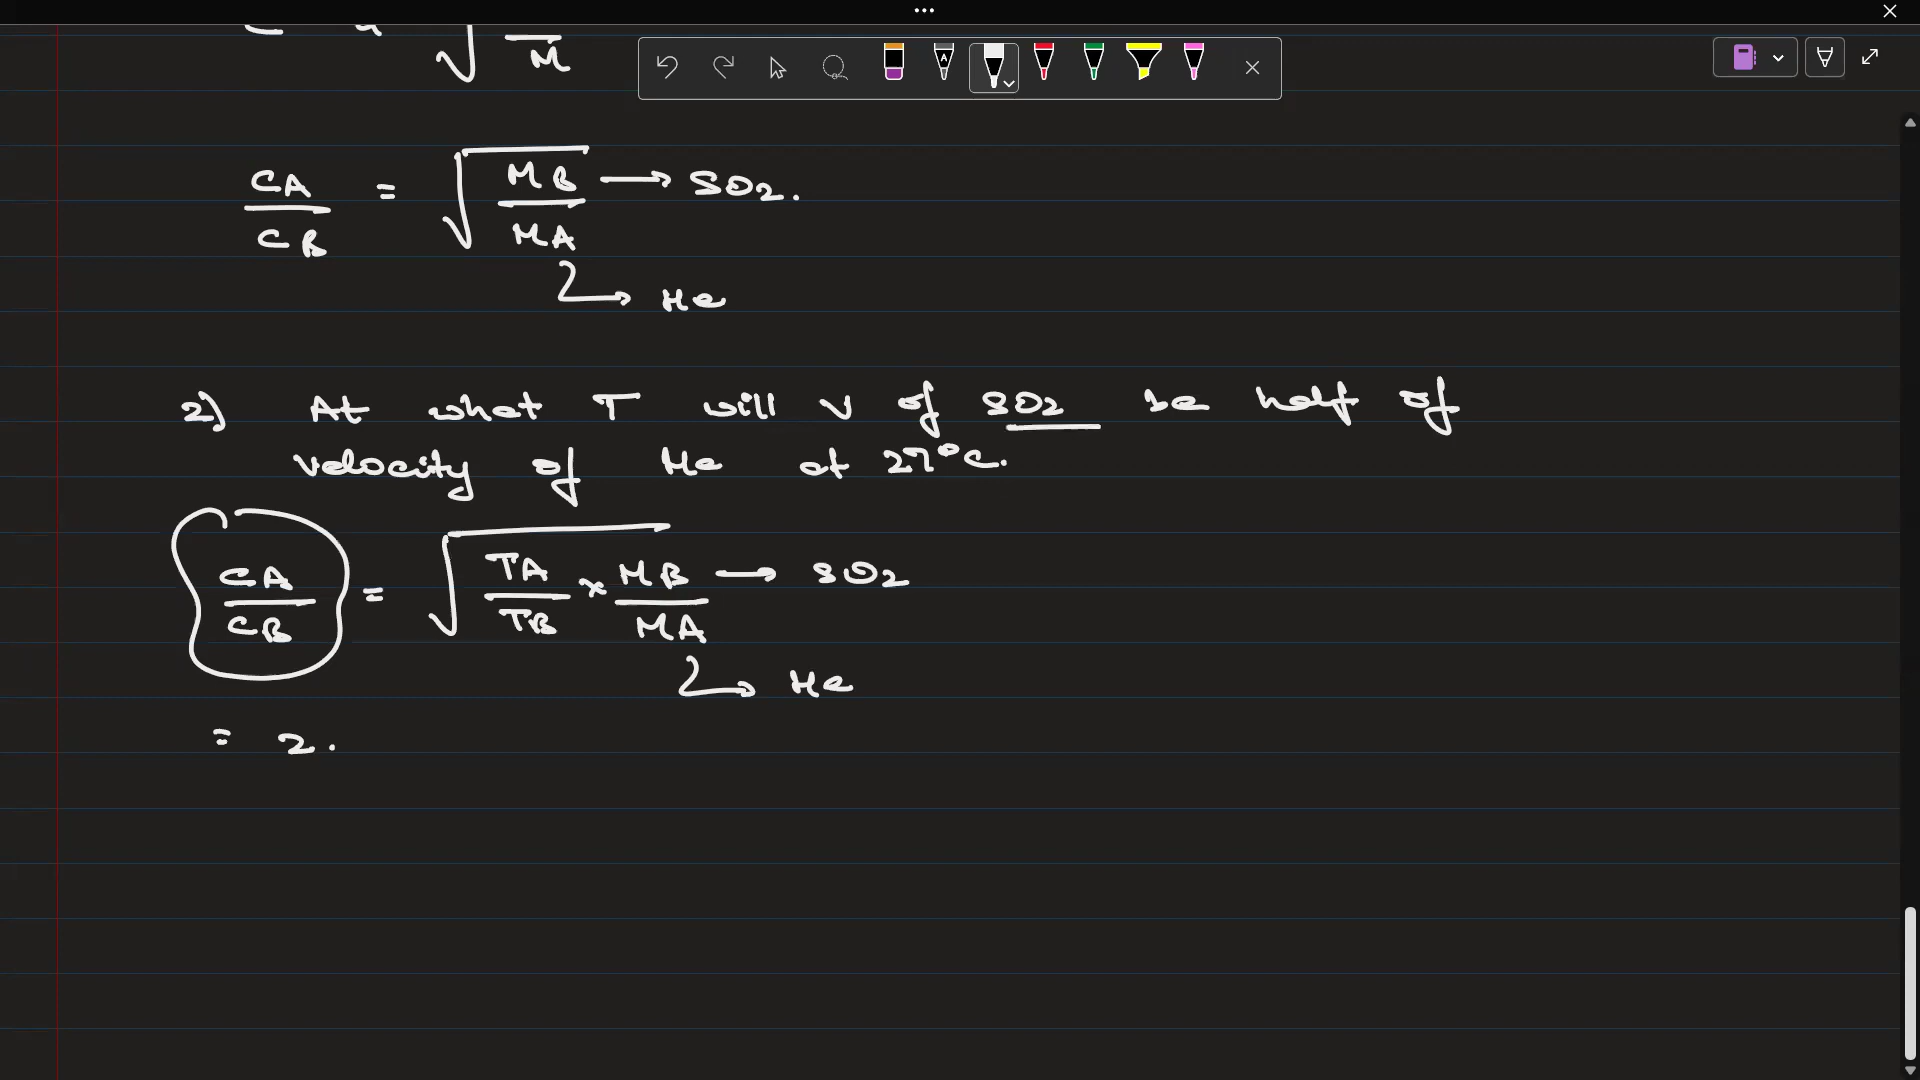 M
CA = √ MB → SO2.
CB MA
↳ He
2) At what T will V of SO2 be half of
velocity of He at 27°C.
CA = √ TA × MB → SO2
CB TB MA
↳ He
= 2.